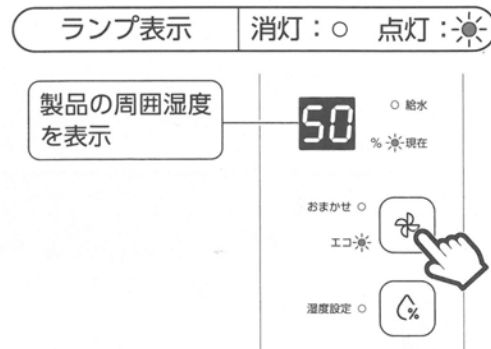 ランプ表示 消灯：○ 点灯：
製品の周囲湿度
を表示
50
○ 給水
% 現在
おまかせ ○
エコ
湿度設定 ○
%